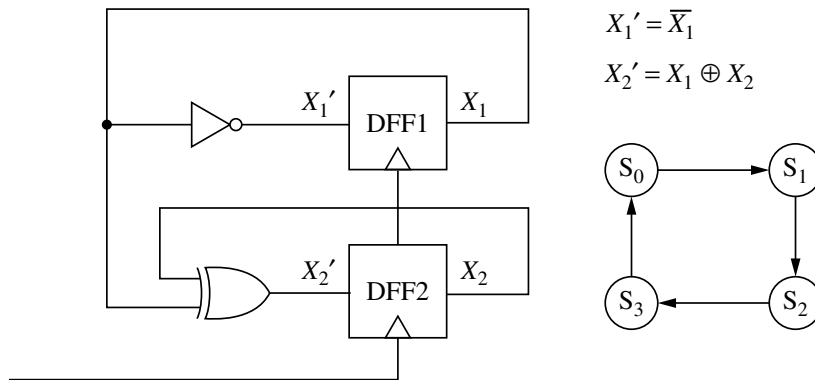 X₁′ DFF1 X₁
X₂′ DFF2 X₂
X₁′ = X̅₁
X₂′ = X₁ ⊕ X₂
S₀ S₁
S₃ S₂